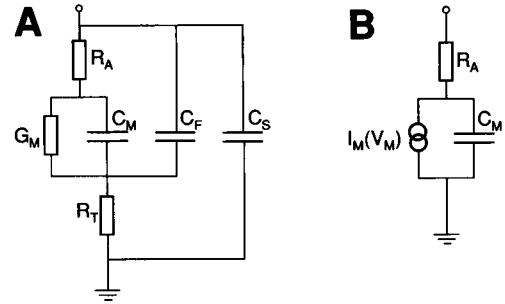 A
B
R_A
R_A
G_M
C_M
C_F
C_S
I_M(V_M)
C_M
R_T